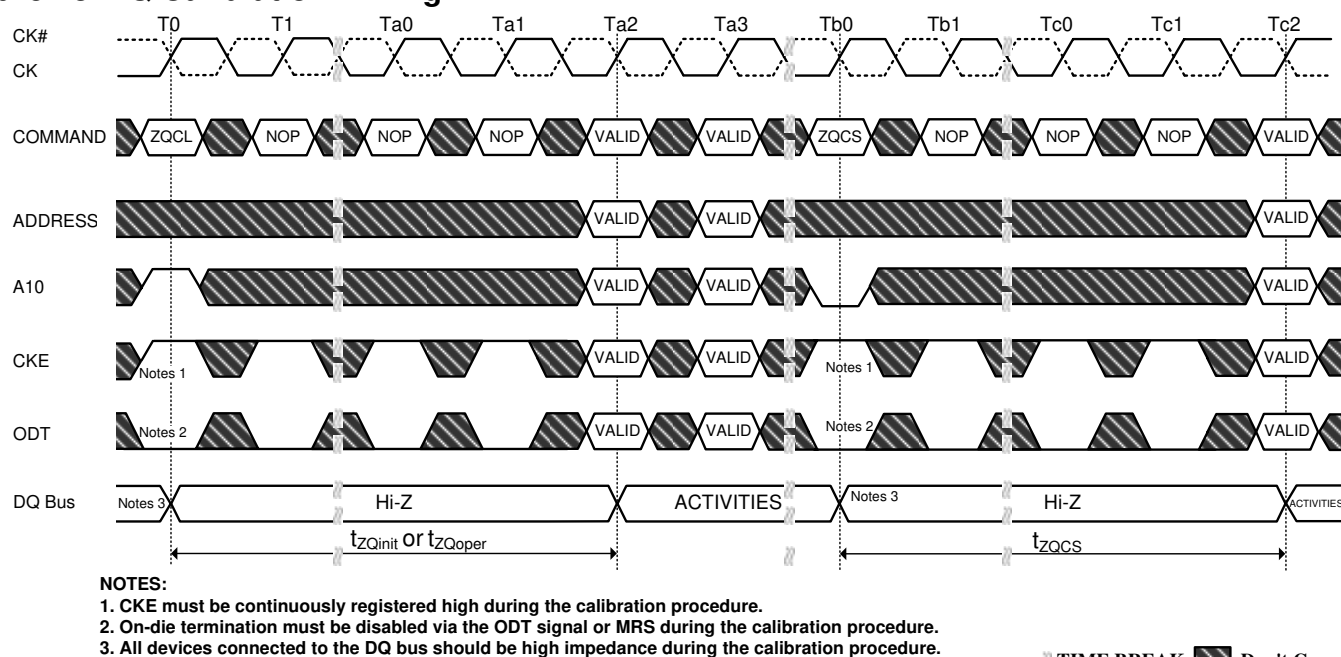 T0 T1 Ta0 Ta1 Ta2 Ta3 Tb0 Tb1 Tc0 Tc1 Tc2
CK#
CK
COMMAND ZQCL NOP NOP NOP VALID VALID ZQCS NOP NOP NOP VALID
ADDRESS VALID VALID VALID
A10 VALID VALID VALID
CKE Notes 1 VALID VALID Notes 1 VALID
ODT Notes 2 VALID VALID Notes 2 VALID
DQ Bus Notes 3 Hi-Z ACTIVITIES Notes 3 Hi-Z ACTIVITIES
tZQinit or tZQoper tZQCS
NOTES:
1. CKE must be continuously registered high during the calibration procedure.
2. On-die termination must be disabled via the ODT signal or MRS during the calibration procedure.
3. All devices connected to the DQ bus should be high impedance during the calibration procedure.
TIME BREAK